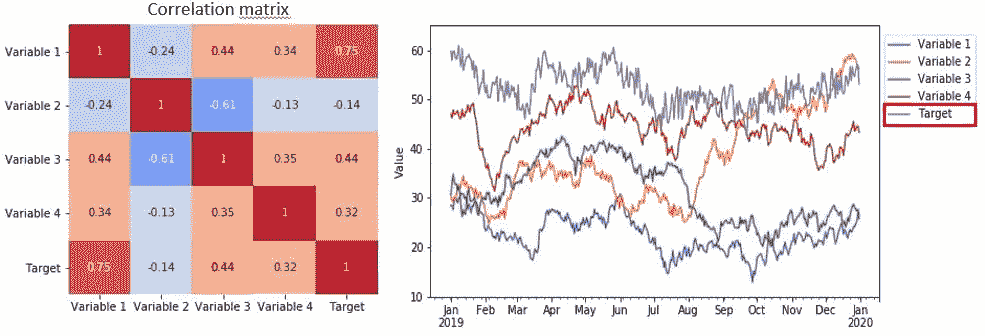 Correlation matrix
Variable 1 1 -0.24 0.44 0.34 0.75
Variable 2 -0.24 1 -0.61 -0.13 -0.14
Variable 3 0.44 -0.61 1 0.35 0.44
Variable 4 0.34 -0.13 0.35 1 0.32
Target 0.75 -0.14 0.44 0.32 1
Variable 1 Variable 2 Variable 3 Variable 4 Target
60
50
40
30
20
10
Value
Jan Feb Mar Apr May Jun Jul Aug Sep Oct Nov Dec Jan
2019 2020
Variable 1
Variable 2
Variable 3
Variable 4
Target